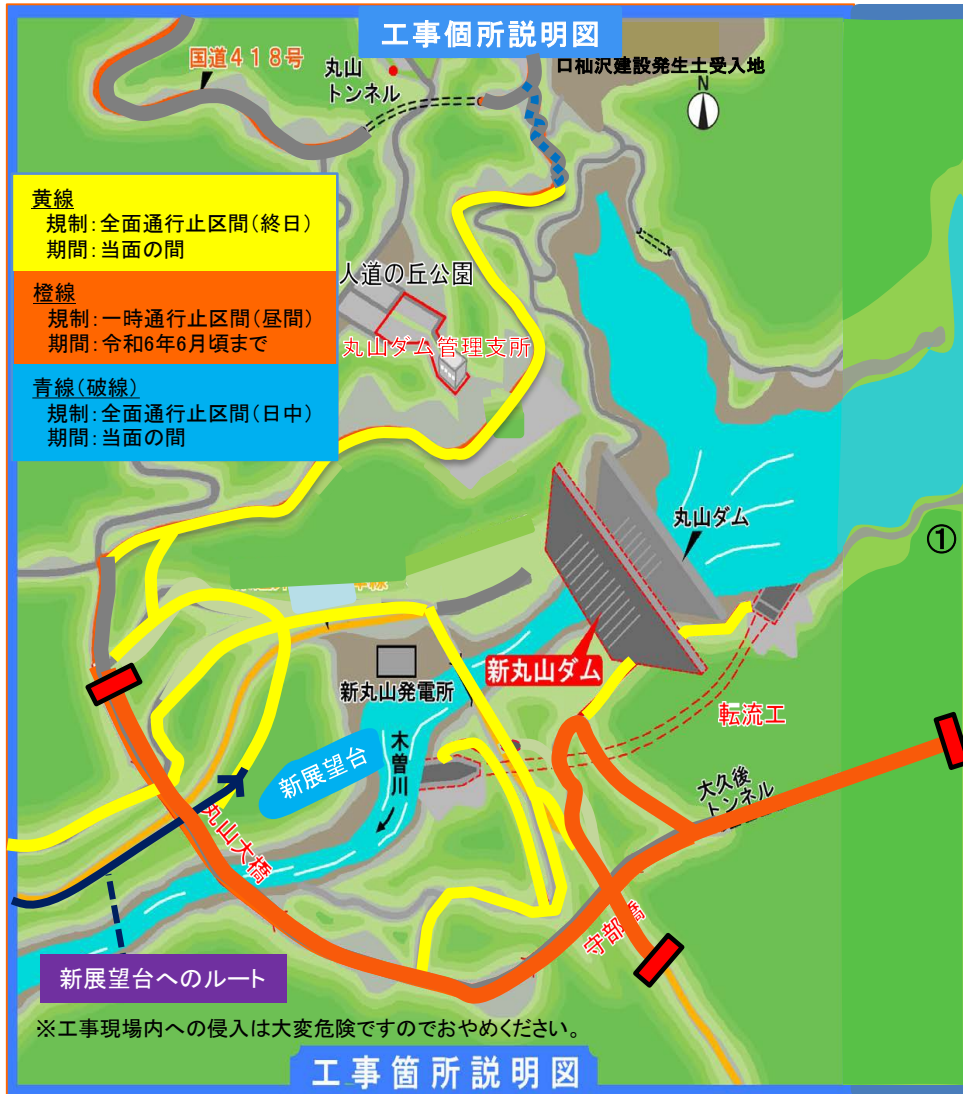 工事個所説明図
国道418号
丸山
トンネル
口杣沢建設発生土受入地
N
黄線
規制:全面通行止区間(終日)
期間:当面の間
橙線
規制:一時通行止区間(昼間)
期間:令和6年6月頃まで
青線(破線)
規制:全面通行止区間(日中)
期間:当面の間
人道の丘公園
丸山ダム管理支所
丸山ダム
①
新丸山ダム
新丸山発電所
転流工
木曽川
新展望台
大久後
トンネル
丸山大橋
守部橋
新展望台へのルート
※工事現場内への侵入は大変危険ですのでおやめください。
工事箇所説明図